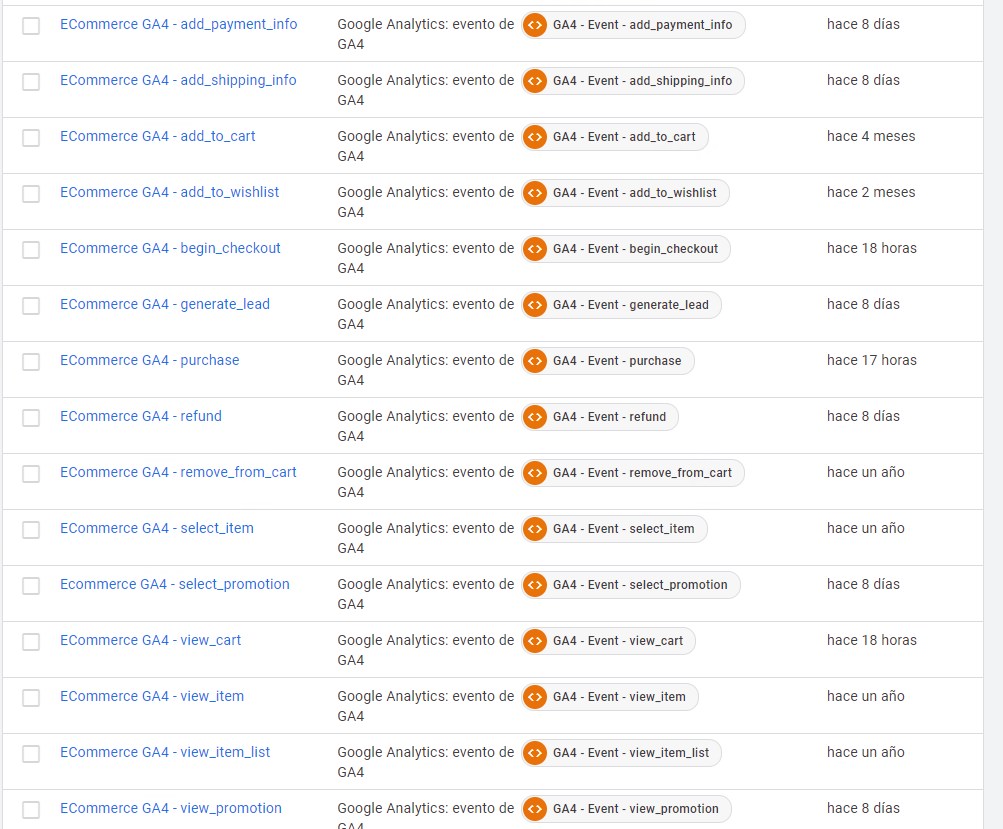 ECommerce GA4 - add_payment_info Google Analytics: evento de GA4 - Event - add_payment_info hace 8 días
GA4
ECommerce GA4 - add_shipping_info Google Analytics: evento de GA4 - Event - add_shipping_info hace 8 días
GA4
ECommerce GA4 - add_to_cart Google Analytics: evento de GA4 - Event - add_to_cart hace 4 meses
GA4
ECommerce GA4 - add_to_wishlist Google Analytics: evento de GA4 - Event - add_to_wishlist hace 2 meses
GA4
ECommerce GA4 - begin_checkout Google Analytics: evento de GA4 - Event - begin_checkout hace 18 horas
GA4
ECommerce GA4 - generate_lead Google Analytics: evento de GA4 - Event - generate_lead hace 8 días
GA4
ECommerce GA4 - purchase Google Analytics: evento de GA4 - Event - purchase hace 17 horas
GA4
ECommerce GA4 - refund Google Analytics: evento de GA4 - Event - refund hace 8 días
GA4
ECommerce GA4 - remove_from_cart Google Analytics: evento de GA4 - Event - remove_from_cart hace un año
GA4
ECommerce GA4 - select_item Google Analytics: evento de GA4 - Event - select_item hace un año
GA4
Ecommerce GA4 - select_promotion Google Analytics: evento de GA4 - Event - select_promotion hace 8 días
GA4
ECommerce GA4 - view_cart Google Analytics: evento de GA4 - Event - view_cart hace 18 horas
GA4
ECommerce GA4 - view_item Google Analytics: evento de GA4 - Event - view_item hace un año
GA4
ECommerce GA4 - view_item_list Google Analytics: evento de GA4 - Event - view_item_list hace un año
GA4
ECommerce GA4 - view_promotion Google Analytics: evento de GA4 - Event - view_promotion hace 8 días
GA4